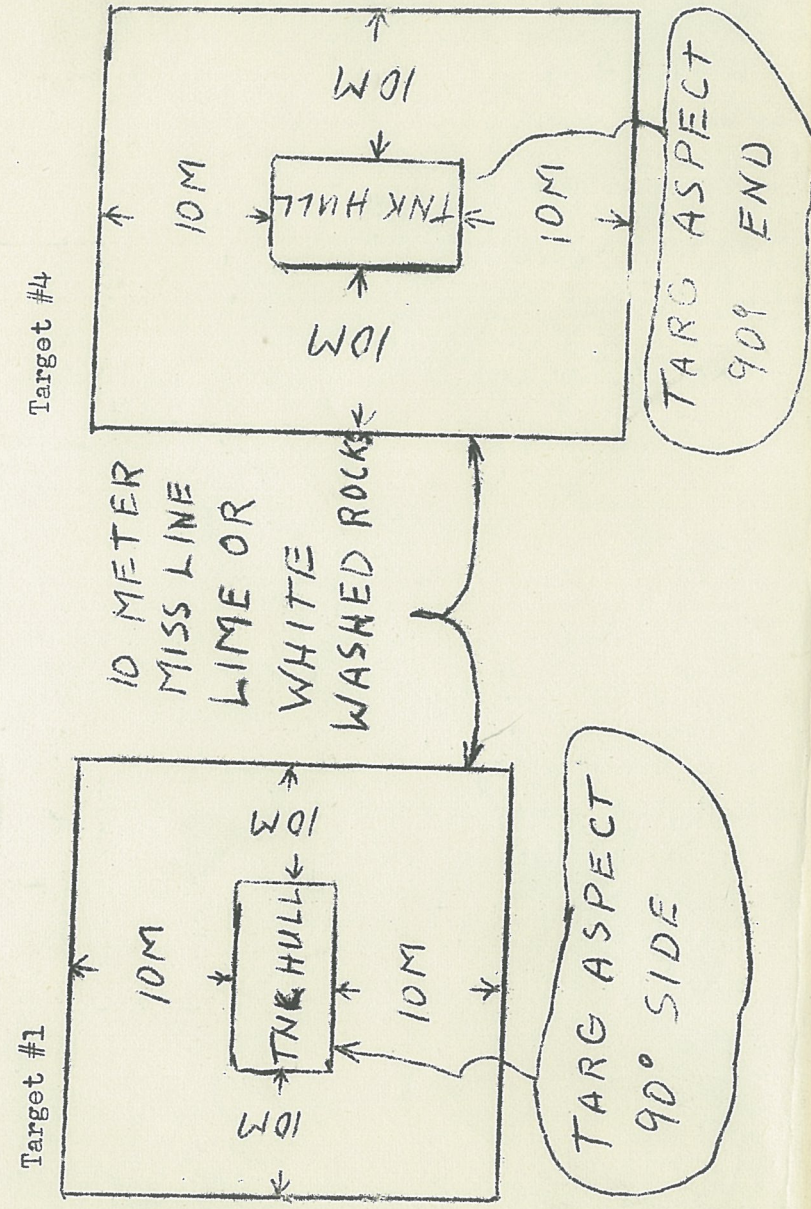 Target #1
10M
10M
TNK HULL
10M
10M
TARG ASPECT
90° SIDE
10 METER
MISS LINE
LIME OR
WHITE
WASHED ROCKS
Target #4
10M
10M
TNK HULL
10M
10M
TARG ASPECT
90° END